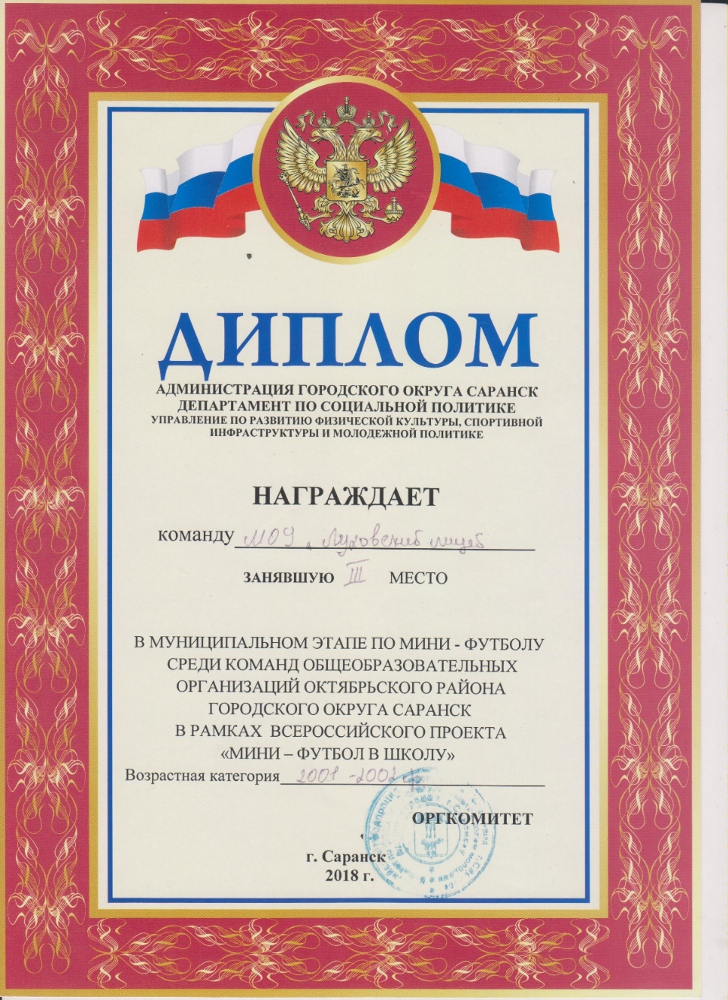 ДИПЛОМ
АДМИНИСТРАЦИЯ ГОРОДСКОГО ОКРУГА САРАНСК
ДЕПАРТАМЕНТ ПО СОЦИАЛЬНОЙ ПОЛИТИКЕ
УПРАВЛЕНИЕ ПО РАЗВИТИЮ ФИЗИЧЕСКОЙ КУЛЬТУРЫ, СПОРТИВНОЙ
ИНФРАСТРУКТУРЫ И МОЛОДЕЖНОЙ ПОЛИТИКЕ
НАГРАЖДАЕТ
команду МОУ „Луховский лицей
ЗАНЯВШУЮ III МЕСТО
В МУНИЦИПАЛЬНОМ ЭТАПЕ ПО МИНИ - ФУТБОЛУ
СРЕДИ КОМАНД ОБЩЕОБРАЗОВАТЕЛЬНЫХ
ОРГАНИЗАЦИЙ ОКТЯБРЬСКОГО РАЙОНА
ГОРОДСКОГО ОКРУГА САРАНСК
В РАМКАХ ВСЕРОССИЙСКОГО ПРОЕКТА
«МИНИ – ФУТБОЛ В ШКОЛУ»
Возрастная категория 2001 -2002
ОРГКОМИТЕТ
г. Саранск
2018 г.